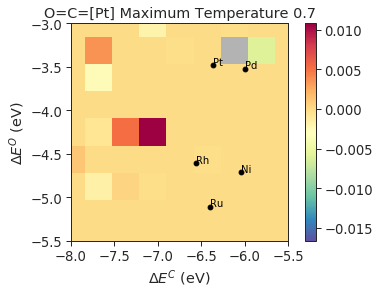 O=C=[Pt] Maximum Temperature 0.7
−3.0
−3.5
−4.0
−4.5
−5.0
−5.5
ΔE^O (eV)
Pt
Pd
Rh
Ni
Ru
−8.0 −7.5 −7.0 −6.5 −6.0 −5.5
ΔE^C (eV)
0.010
0.005
0.000
−0.005
−0.010
−0.015